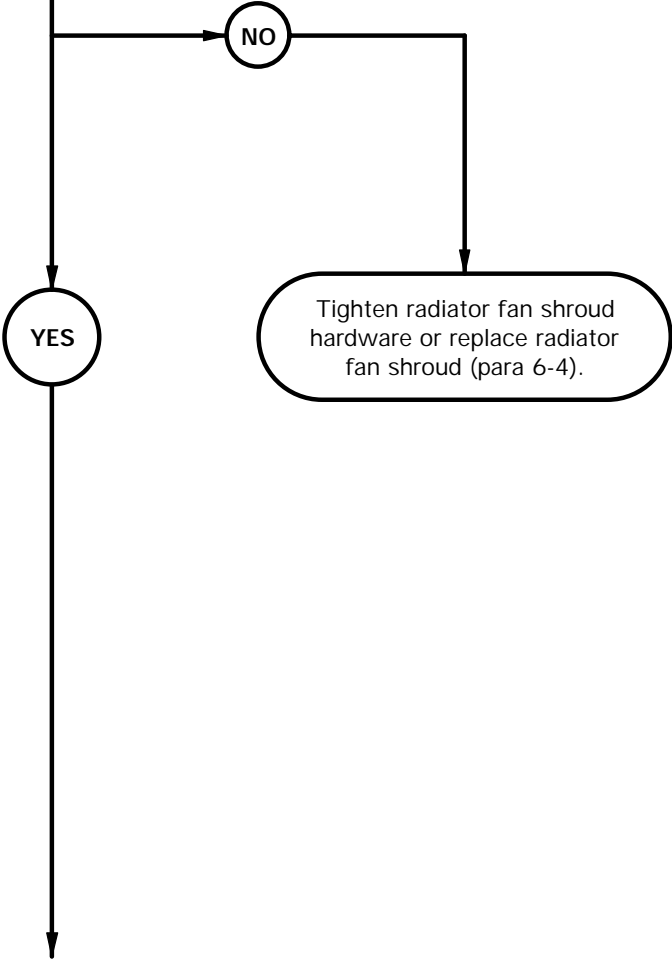 NO
YES
Tighten radiator fan shroud
hardware or replace radiator
fan shroud (para 6-4).